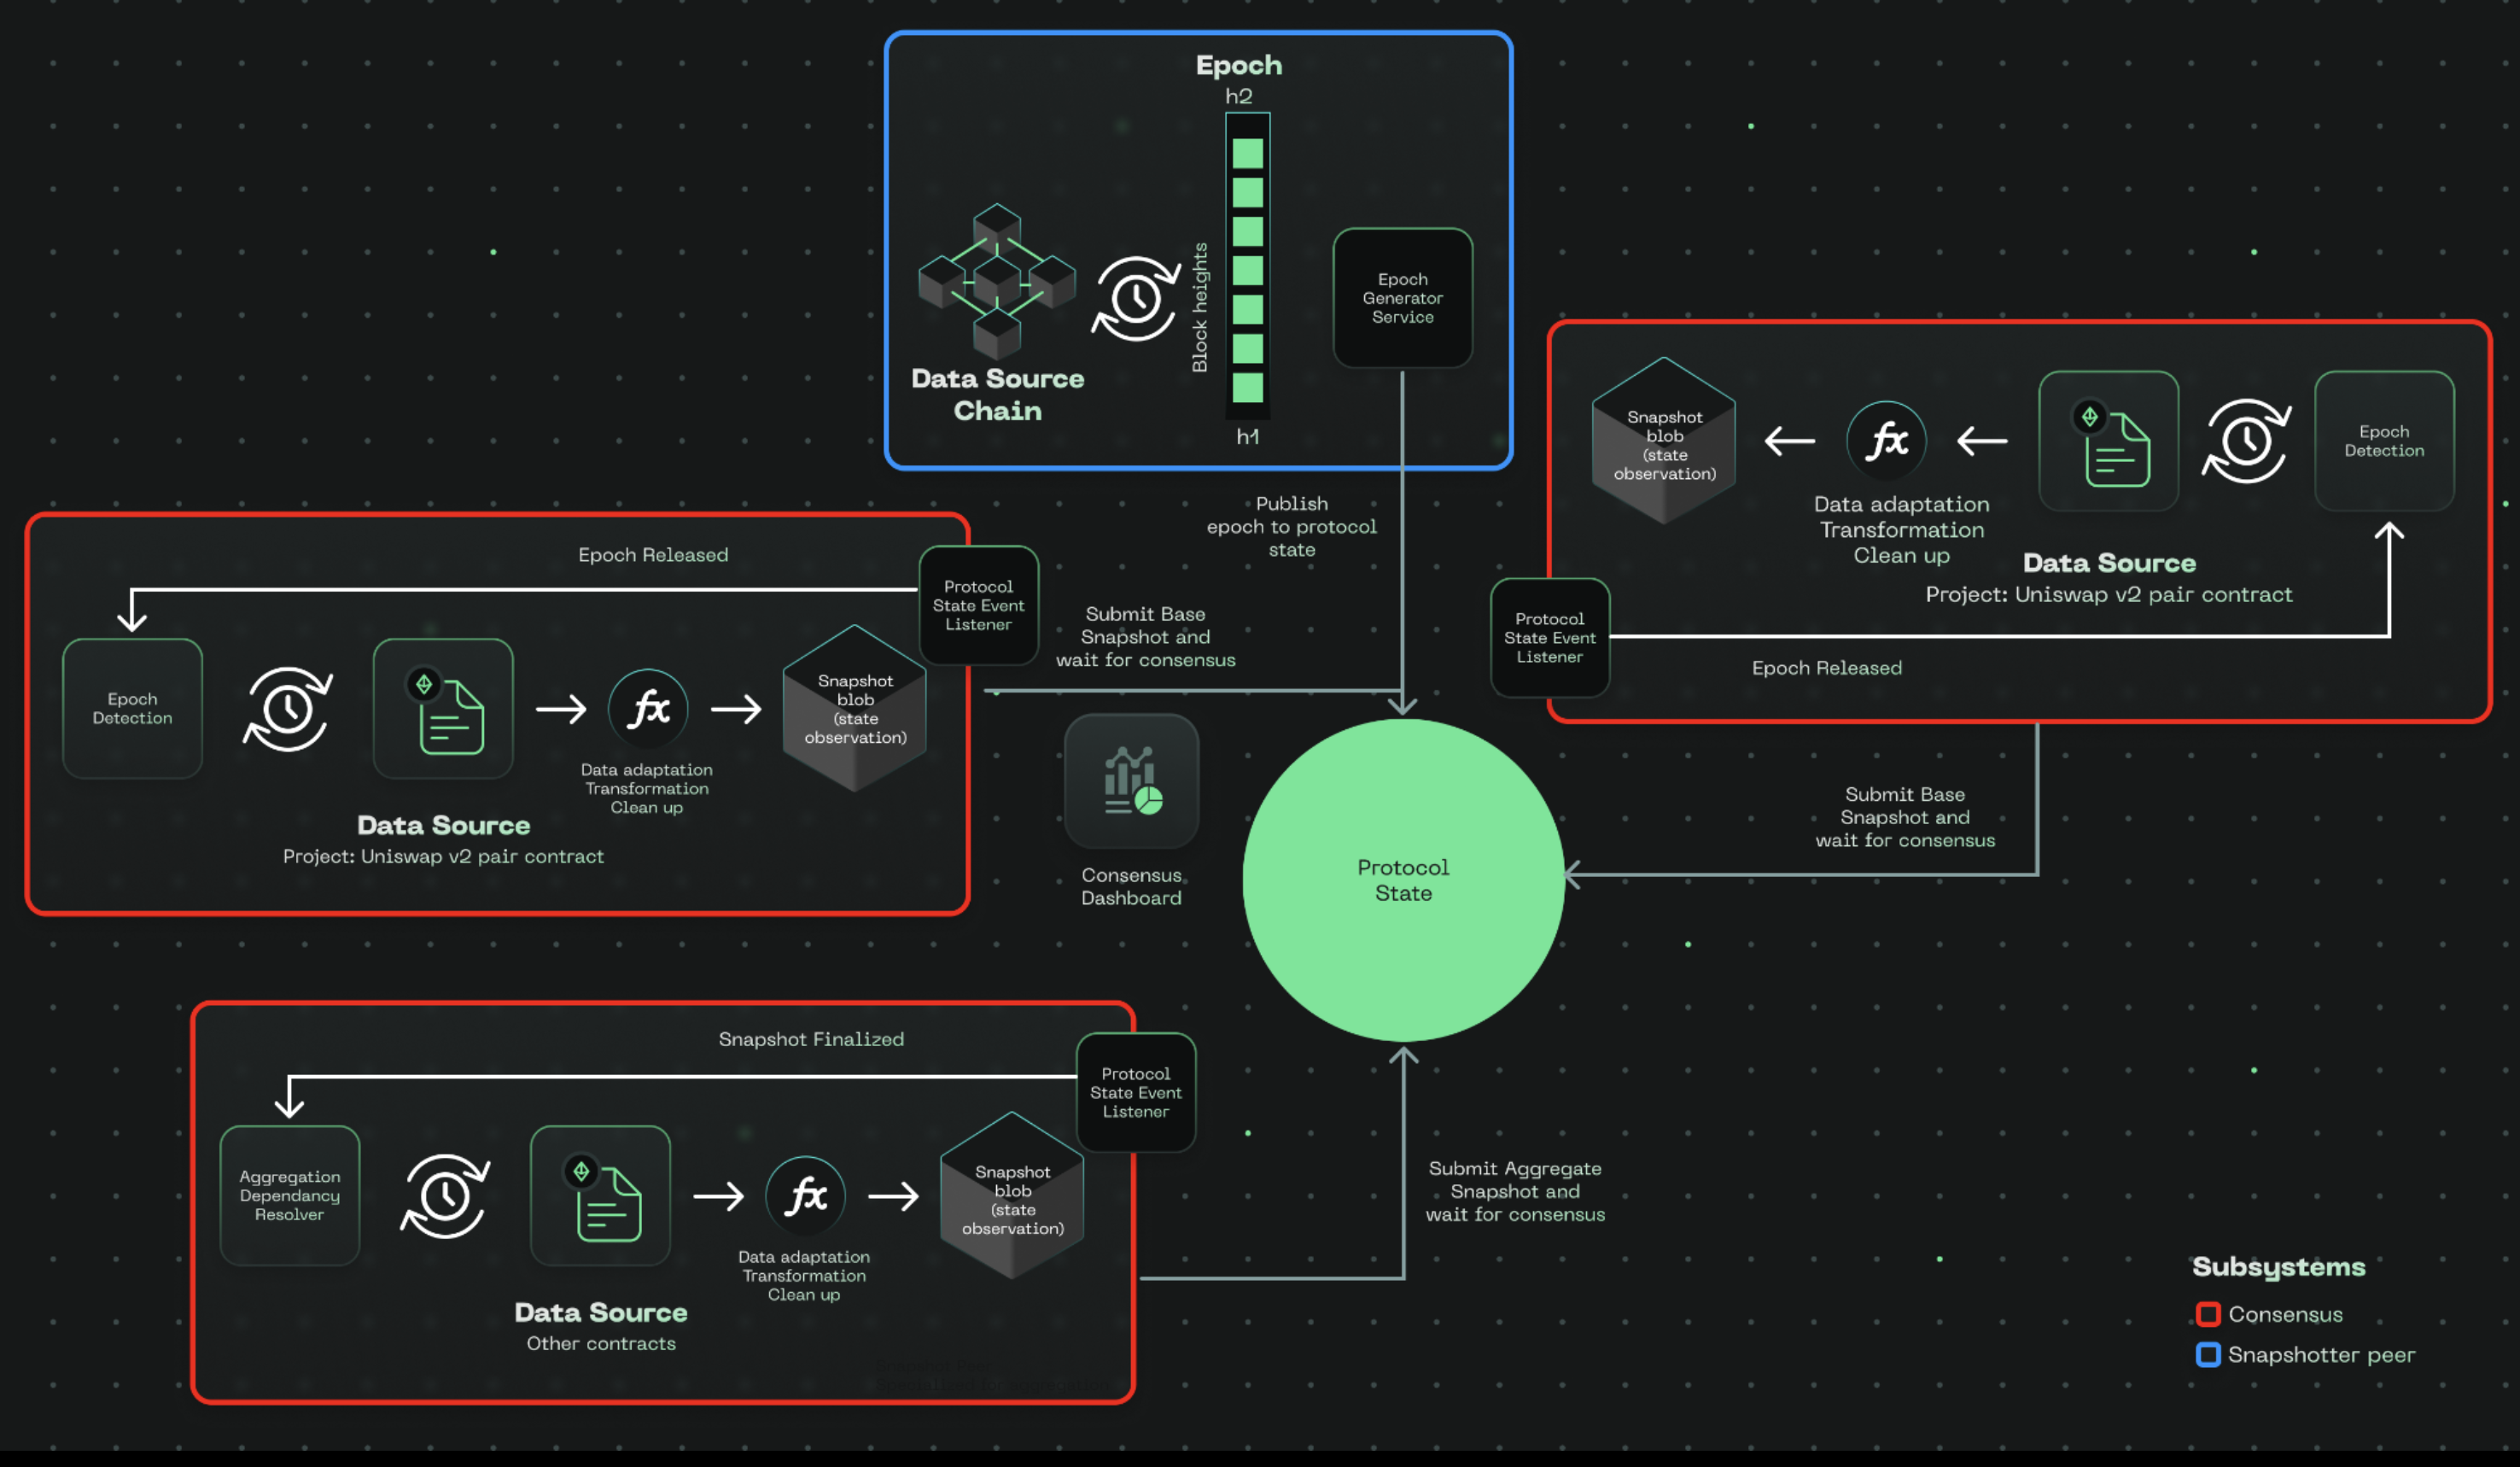 Epoch
h2
Block heights
h1
Data Source
Chain
Epoch
Generator
Service
Publish
epoch to protocol
state
Snapshot
blob
(state
observation)
fx
Data adaptation
Transformation
Clean up
Epoch
Detection
Data Source
Project: Uniswap v2 pair contract
Protocol
State Event
Listener
Epoch Released
Submit Base
Snapshot and
wait for consensus
Epoch Released
Protocol
State Event
Listener
Epoch
Detection
fx
Data adaptation
Transformation
Clean up
Snapshot
blob
(state
observation)
Data Source
Project: Uniswap v2 pair contract
Submit Base
Snapshot and
wait for consensus
Consensus
Dashboard
Protocol
State
Snapshot Finalized
Protocol
State Event
Listener
Aggregation
Dependancy
Resolver
fx
Data adaptation
Transformation
Clean up
Snapshot
blob
(state
observation)
Data Source
Other contracts
Submit Aggregate
Snapshot and
wait for consensus
Subsystems
Consensus
Snapshotter peer